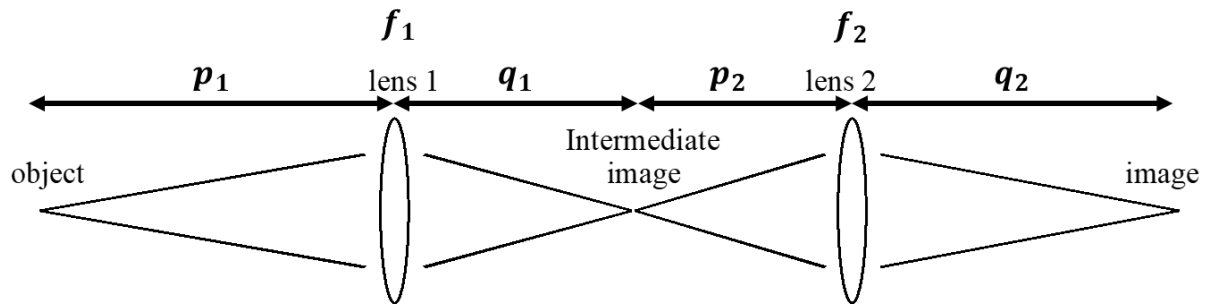 f₁ f₂
p₁ lens 1 q₁ p₂ lens 2 q₂
Intermediate
object image image